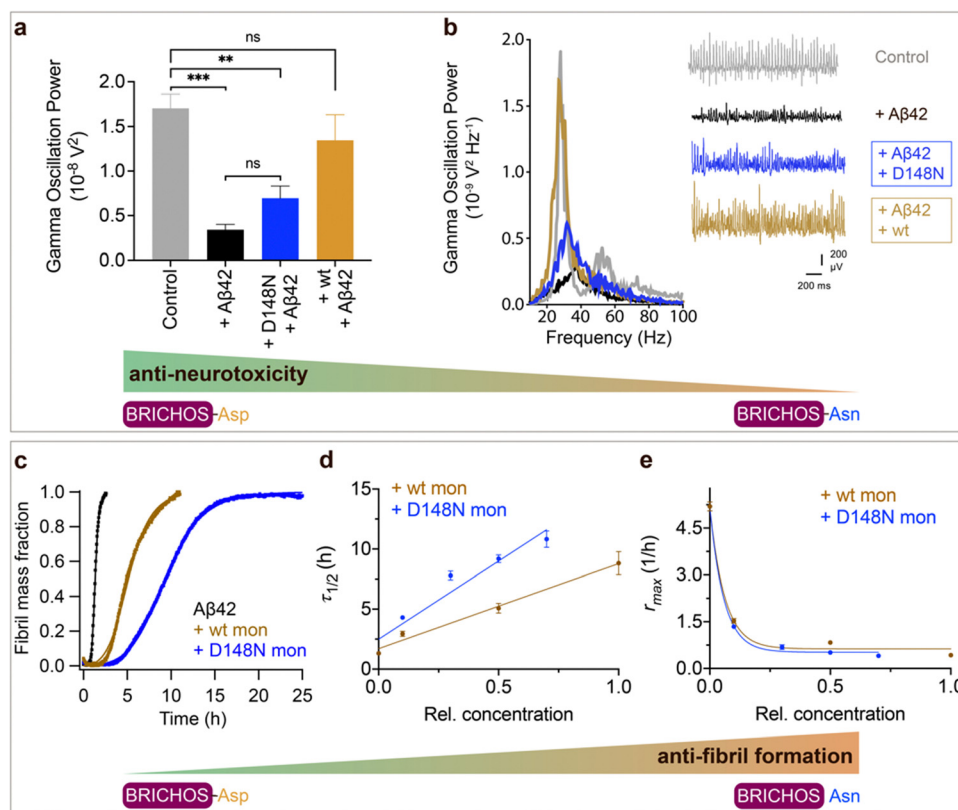 a
ns
**
***
ns
Gamma Oscillation Power
(10-8 V2)
2.0
1.5
1.0
0.5
0.0
Control
+ Aβ42
+ D148N
+ Aβ42
+ wt
+ Aβ42
b
Gamma Oscillation Power
(10-9 V2 Hz-1)
2.0
1.5
1.0
0.5
0.0
20 40 60 80 100
Frequency (Hz)
Control
+ Aβ42
+ Aβ42
+ D148N
+ Aβ42
+ wt
200
µV
200 ms
anti-neurotoxicity
BRICHOS-Asp
BRICHOS-Asn
c
Fibril mass fraction
1.0
0.8
0.6
0.4
0.2
0.0
Aβ42
+ wt mon
+ D148N mon
0 5 10 15 20 25
Time (h)
d
+ wt mon
+ D148N mon
τ1/2 (h)
15
10
5
0
0.0 0.5 1.0
Rel. concentration
e
+ wt mon
+ D148N mon
rmax (1/h)
4.5
3.0
1.5
0
0.0 0.5 1.0
Rel. concentration
anti-fibril formation
BRICHOS-Asp
BRICHOS Asn